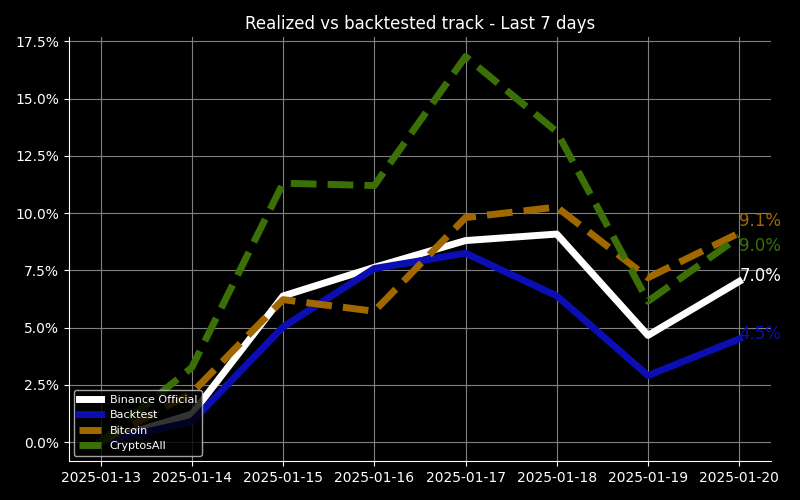 Realized vs backtested track - Last 7 days
17.5%
15.0%
12.5%
10.0%
7.5%
5.0%
2.5%
0.0%
9.1%
9.0%
7.0%
4.5%
Binance Official
Backtest
Bitcoin
CryptosAll
2025-01-13 2025-01-14 2025-01-15 2025-01-16 2025-01-17 2025-01-18 2025-01-19 2025-01-20